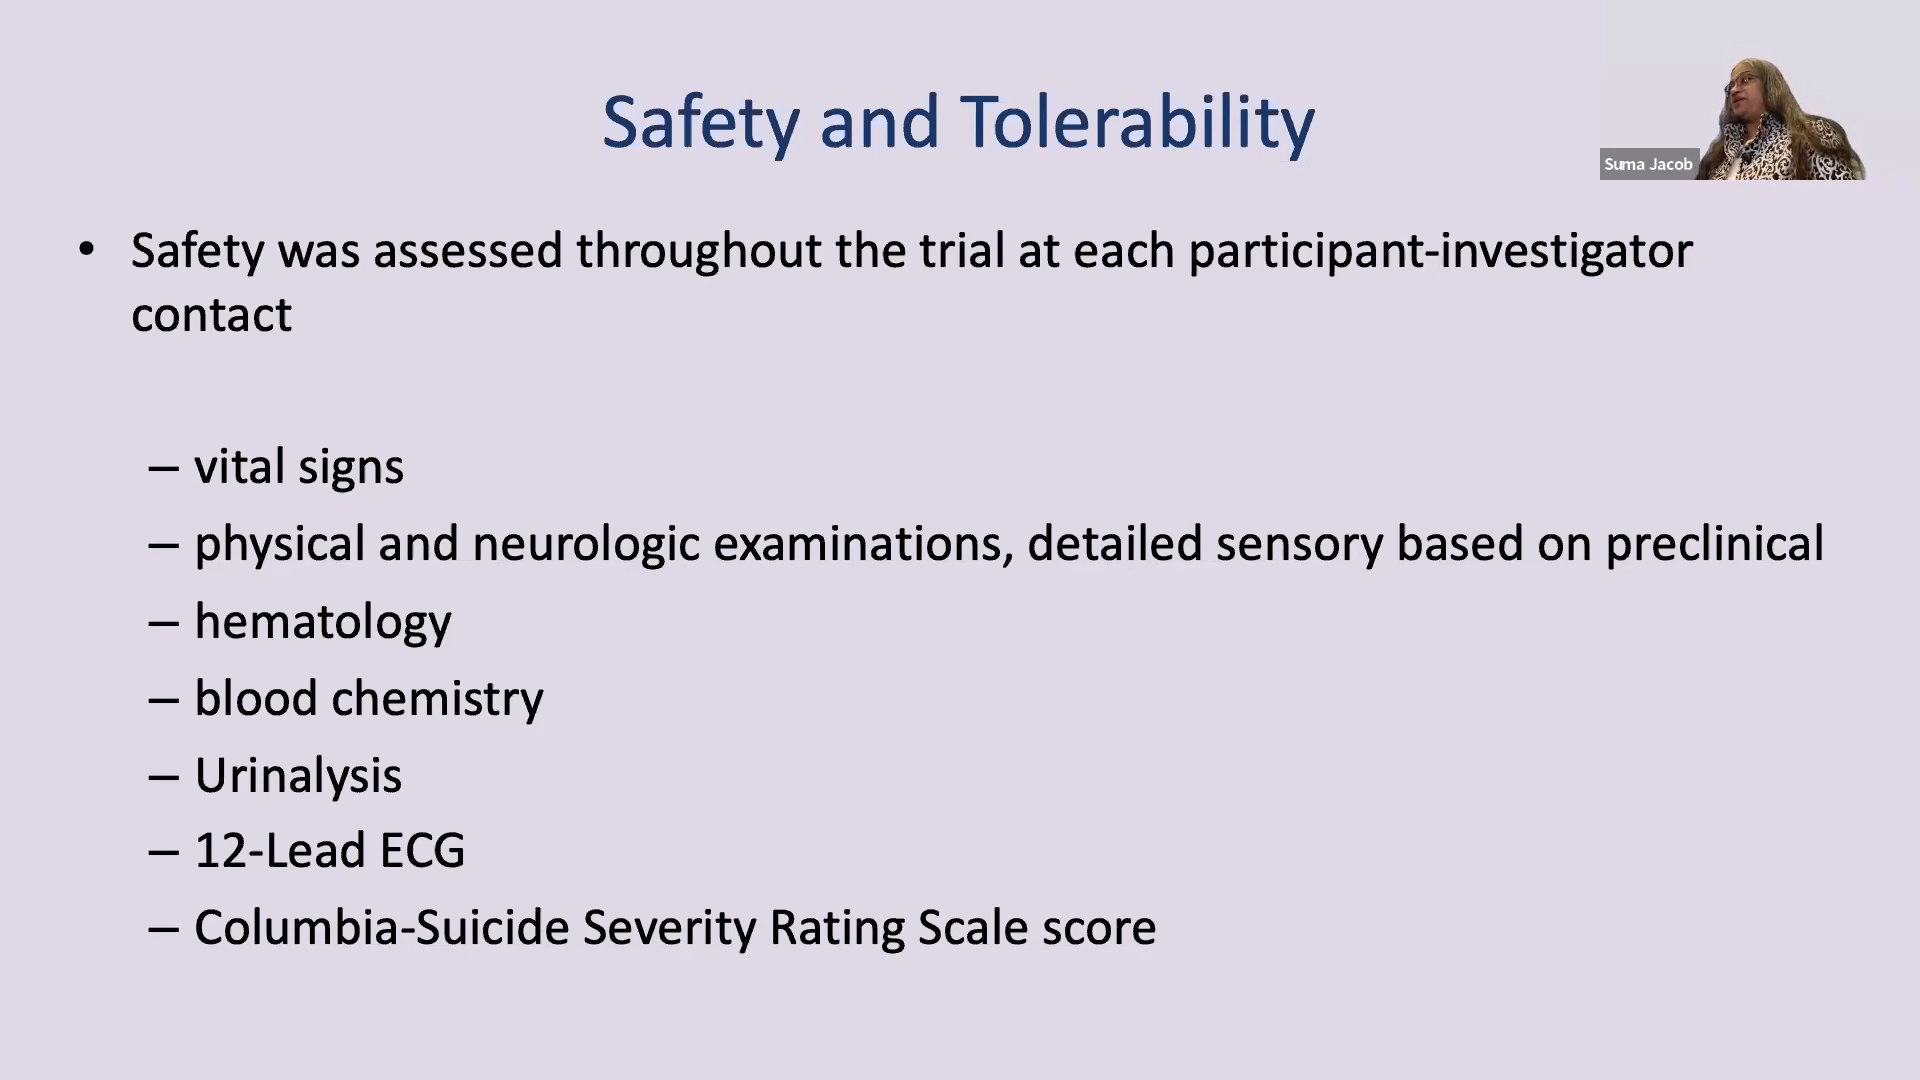 Safety and Tolerability
Suma Jacob
• Safety was assessed throughout the trial at each participant-investigator
contact
– vital signs
– physical and neurologic examinations, detailed sensory based on preclinical
– hematology
– blood chemistry
– Urinalysis
– 12-Lead ECG
– Columbia-Suicide Severity Rating Scale score